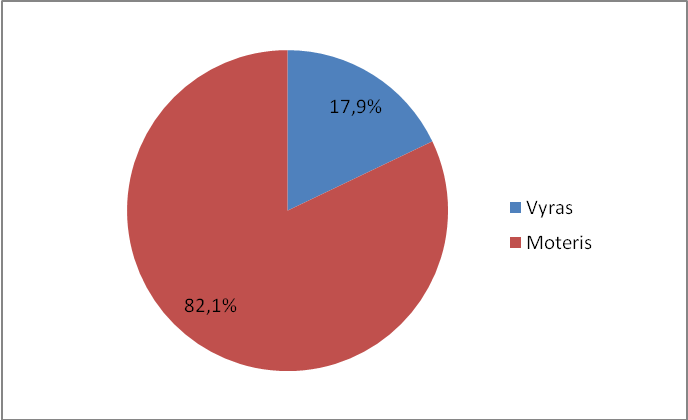 17,9%
Vyras
Moteris
82,1%